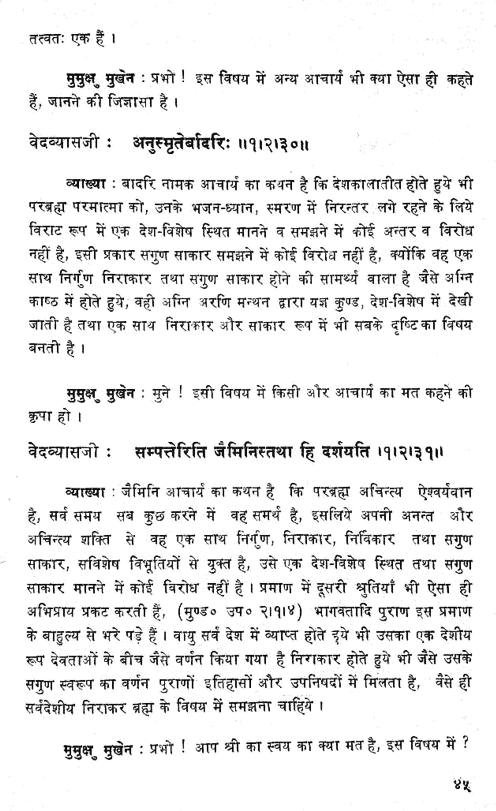 तत्त्वतः एक हैं ।
मुमुक्षु मुखेन : प्रभो ! इस विषय में अन्य आचार्य भी क्या ऐसा ही कहते
हैं, जानने की जिज्ञासा है ।
वेदव्यासजी : अनुस्मृतेर्बादरिः ॥१।२।३०॥
व्याख्या : बादरि नामक आचार्य का कथन है कि देशकालातीत होते हुये भी
परब्रह्म परमात्मा को, उनके भजन-ध्यान, स्मरण में निरन्तर लगे रहने के लिये
विराट रूप में एक देश-विशेष स्थित मानने व समझने में कोई अन्तर व विरोध
नहीं है, इसी प्रकार सगुण साकार समझने में कोई विरोध नहीं है, क्योंकि वह एक
साथ निर्गुण निराकार तथा सगुण साकार होने की सामर्थ्य वाला है जैसे अग्नि
काष्ठ में होते हुये, वही अग्नि अरणि मन्थन द्वारा यज्ञ कुण्ड, देश-विशेष में देखी
जाती है तथा एक साथ निराकार और साकार रूप में भी सबके दृष्टि का विषय
बनती है ।
मुमुक्षु मुखेन : मुने ! इसी विषय में किसी और आचार्य का मत कहने की
कृपा हो ।
वेदव्यासजी : सम्पत्तेरिति जैमिनिस्तथा हि दर्शयति ।१।२।३१॥
व्याख्या : जैमिनि आचार्य का कथन है कि परब्रह्म अचिन्त्य ऐश्वर्यवान
है, सर्व समय सब कुछ करने में वह समर्थ है, इसलिये अपनी अनन्त और
अचिन्त्य शक्ति से वह एक साथ निर्गुण, निराकार, निर्विकार तथा सगुण
साकार, सविशेष विभूतियों से युक्त है, उसे एक देश-विशेष स्थित तथा सगुण
साकार मानने में कोई विरोध नहीं है । प्रमाण में दूसरी श्रुतियाँ भी ऐसा ही
अभिप्राय प्रकट करती हैं, (मुण्ड० उप० २।१।४) भागवतादि पुराण इस प्रमाण
के बाहुल्य से भरे पड़े हैं । वायु सर्व देश में व्याप्त होते हुये भी उसका एक देशीय
रूप देवताओं के बीच जैसे वर्णन किया गया है निराकार होते हुये भी जैसे उसके
सगुण स्वरूप का वर्णन पुराणों इतिहासों और उपनिषदों में मिलता है, वैसे ही
सर्वदेशीय निराकर ब्रह्म के विषय में समझना चाहिये ।
मुमुक्षु मुखेन : प्रभो ! आप श्री का स्वय का क्या मत है, इस विषय में ?
४५